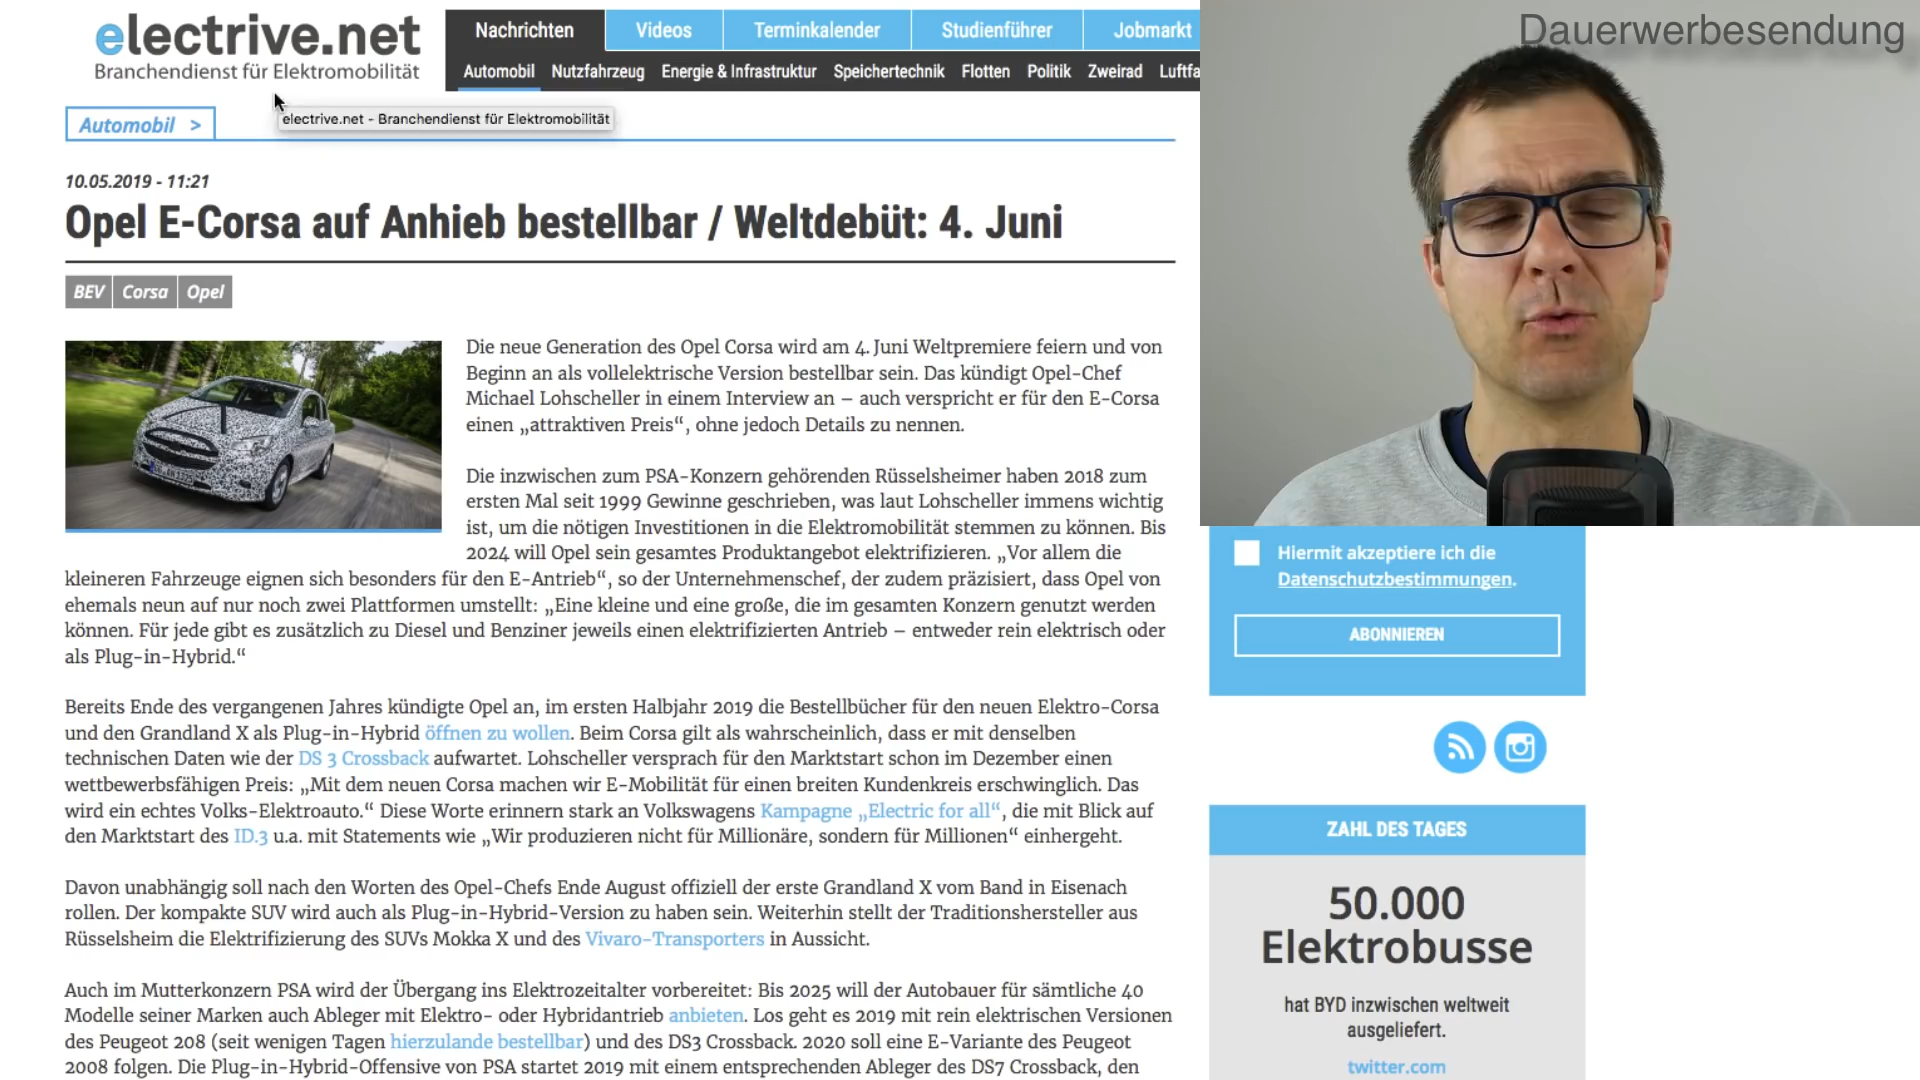 electrive.net
Branchendienst für Elektromobilität
Nachrichten
Videos
Terminkalender
Studienführer
Jobmarkt
Automobil
Nutzfahrzeug
Energie & Infrastruktur
Speichertechnik
Flotten
Politik
Zweirad
Luftfa
Dauerwerbesendung
electrive.net - Branchendienst für Elektromobilität
Automobil >
10.05.2019 - 11:21
Opel E-Corsa auf Anhieb bestellbar / Weltdebüt: 4. Juni
BEV
Corsa
Opel
Die neue Generation des Opel Corsa wird am 4. Juni Weltpremiere feiern und von
Beginn an als vollelektrische Version bestellbar sein. Das kündigt Opel-Chef
Michael Lohscheller in einem Interview an – auch verspricht er für den E-Corsa
einen „attraktiven Preis“, ohne jedoch Details zu nennen.
Die inzwischen zum PSA-Konzern gehörenden Rüsselsheimer haben 2018 zum
ersten Mal seit 1999 Gewinne geschrieben, was laut Lohscheller immens wichtig
ist, um die nötigen Investitionen in die Elektromobilität stemmen zu können. Bis
2024 will Opel sein gesamtes Produktangebot elektrifizieren. „Vor allem die
kleineren Fahrzeuge eignen sich besonders für den E-Antrieb“, so der Unternehmenschef, der zudem präzisiert, dass Opel von
ehemals neun auf nur noch zwei Plattformen umstellt: „Eine kleine und eine große, die im gesamten Konzern genutzt werden
können. Für jede gibt es zusätzlich zu Diesel und Benziner jeweils einen elektrifizierten Antrieb – entweder rein elektrisch oder
als Plug-in-Hybrid.“
Bereits Ende des vergangenen Jahres kündigte Opel an, im ersten Halbjahr 2019 die Bestellbücher für den neuen Elektro-Corsa
und den Grandland X als Plug-in-Hybrid öffnen zu wollen. Beim Corsa gilt als wahrscheinlich, dass er mit denselben
technischen Daten wie der DS 3 Crossback aufwartet. Lohscheller versprach für den Marktstart schon im Dezember einen
wettbewerbsfähigen Preis: „Mit dem neuen Corsa machen wir E-Mobilität für einen breiten Kundenkreis erschwinglich. Das
wird ein echtes Volks-Elektroauto.“ Diese Worte erinnern stark an Volkswagens Kampagne „Electric for all“, die mit Blick auf
den Marktstart des ID.3 u.a. mit Statements wie „Wir produzieren nicht für Millionäre, sondern für Millionen“ einhergeht.
Davon unabhängig soll nach den Worten des Opel-Chefs Ende August offiziell der erste Grandland X vom Band in Eisenach
rollen. Der kompakte SUV wird auch als Plug-in-Hybrid-Version zu haben sein. Weiterhin stellt der Traditionshersteller aus
Rüsselsheim die Elektrifizierung des SUVs Mokka X und des Vivaro-Transporters in Aussicht.
Auch im Mutterkonzern PSA wird der Übergang ins Elektrozeitalter vorbereitet: Bis 2025 will der Autobauer für sämtliche 40
Modelle seiner Marken auch Ableger mit Elektro- oder Hybridantrieb anbieten. Los geht es 2019 mit rein elektrischen Versionen
des Peugeot 208 (seit wenigen Tagen hierzulande bestellbar) und des DS3 Crossback. 2020 soll eine E-Variante des Peugeot
2008 folgen. Die Plug-in-Hybrid-Offensive von PSA startet 2019 mit einem entsprechenden Ableger des DS7 Crossback, den
Hiermit akzeptiere ich die
Datenschutzbestimmungen.
ABONNIEREN
ZAHL DES TAGES
50.000
Elektrobusse
hat BYD inzwischen weltweit
ausgeliefert.
twitter.com